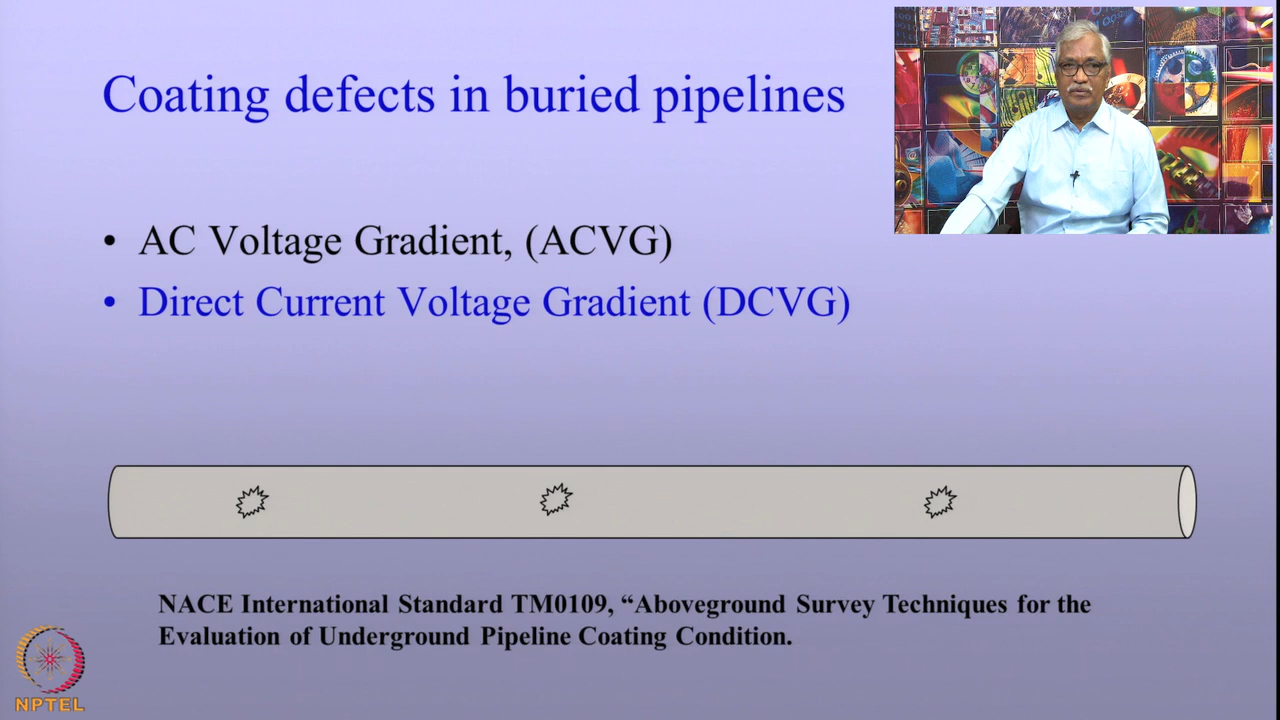 Coating defects in buried pipelines
• AC Voltage Gradient, (ACVG)
• Direct Current Voltage Gradient (DCVG)
NACE International Standard TM0109, “Aboveground Survey Techniques for the
Evaluation of Underground Pipeline Coating Condition.
NPTEL